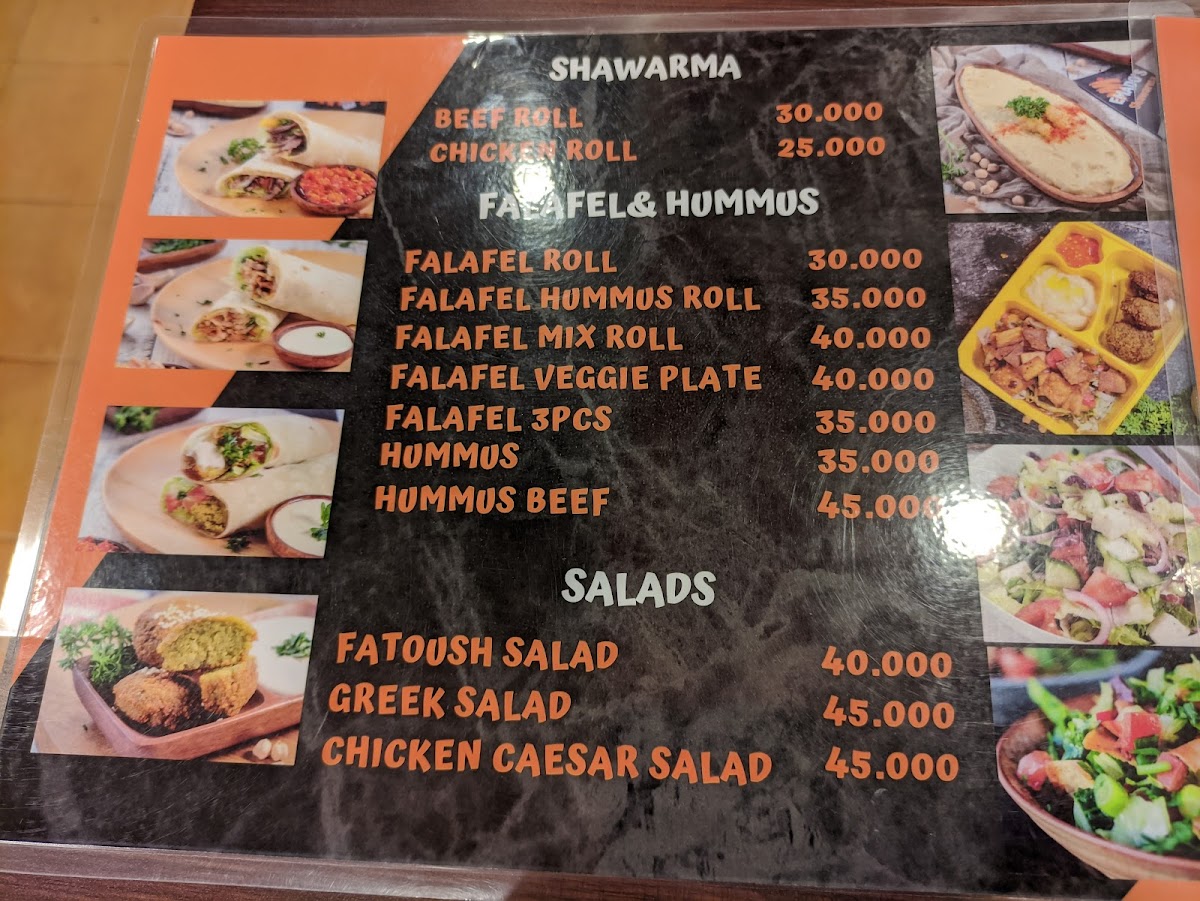 SHAWARMA
BEEF ROLL 30.000
CHICKEN ROLL 25.000
FALAFEL& HUMMUS
FALAFEL ROLL 30.000
FALAFEL HUMMUS ROLL 35.000
FALAFEL MIX ROLL 40.000
FALAFEL VEGGIE PLATE 40.000
FALAFEL 3PCS 35.000
HUMMUS 35.000
HUMMUS BEEF 45.000
SALADS
FATOUSH SALAD 40.000
GREEK SALAD 45.000
CHICKEN CAESAR SALAD 45.000